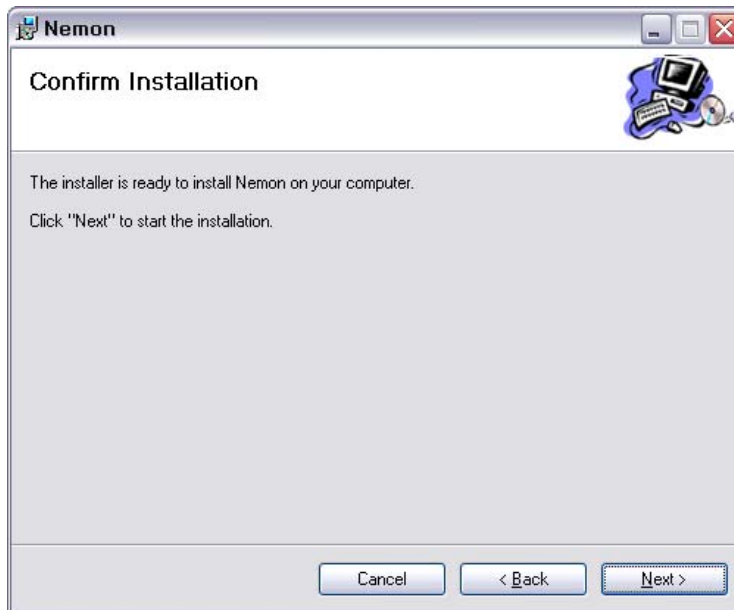 Nemon
Confirm Installation
The installer is ready to install Nemon on your computer.
Click "Next" to start the installation.
Cancel
< Back
Next >